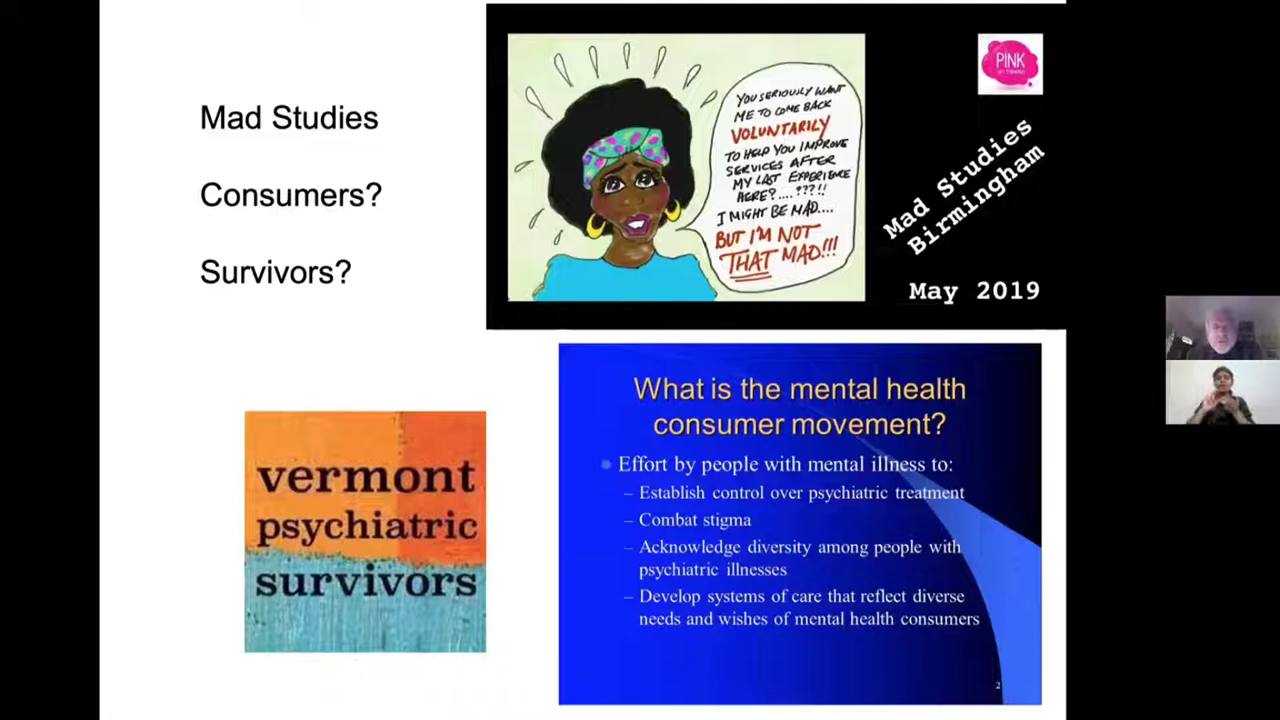 Mad Studies
Consumers?
Survivors?
YOU SERIOUSLY WANT
ME TO COME BACK
VOLUNTARILY
TO HELP YOU IMPROVE
SERVICES AFTER
MY LAST EXPERIENCE
HERE?....???!!
I MIGHT BE MAD....
BUT I'M NOT
THAT MAD!!!
PINK
Mad Studies
Birmingham
May 2019
vermont
psychiatric
survivors
What is the mental health
consumer movement?
Effort by people with mental illness to:
– Establish control over psychiatric treatment
– Combat stigma
– Acknowledge diversity among people with
psychiatric illnesses
– Develop systems of care that reflect diverse
needs and wishes of mental health consumers
2